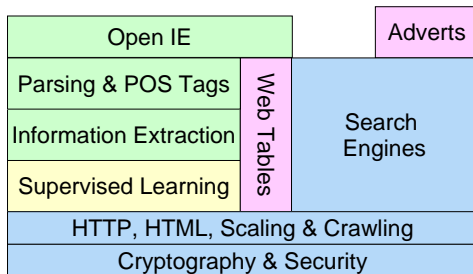 Open IE
Adverts
Parsing & POS Tags
Information Extraction
Supervised Learning
Web Tables
Search
Engines
HTTP, HTML, Scaling & Crawling
Cryptography & Security